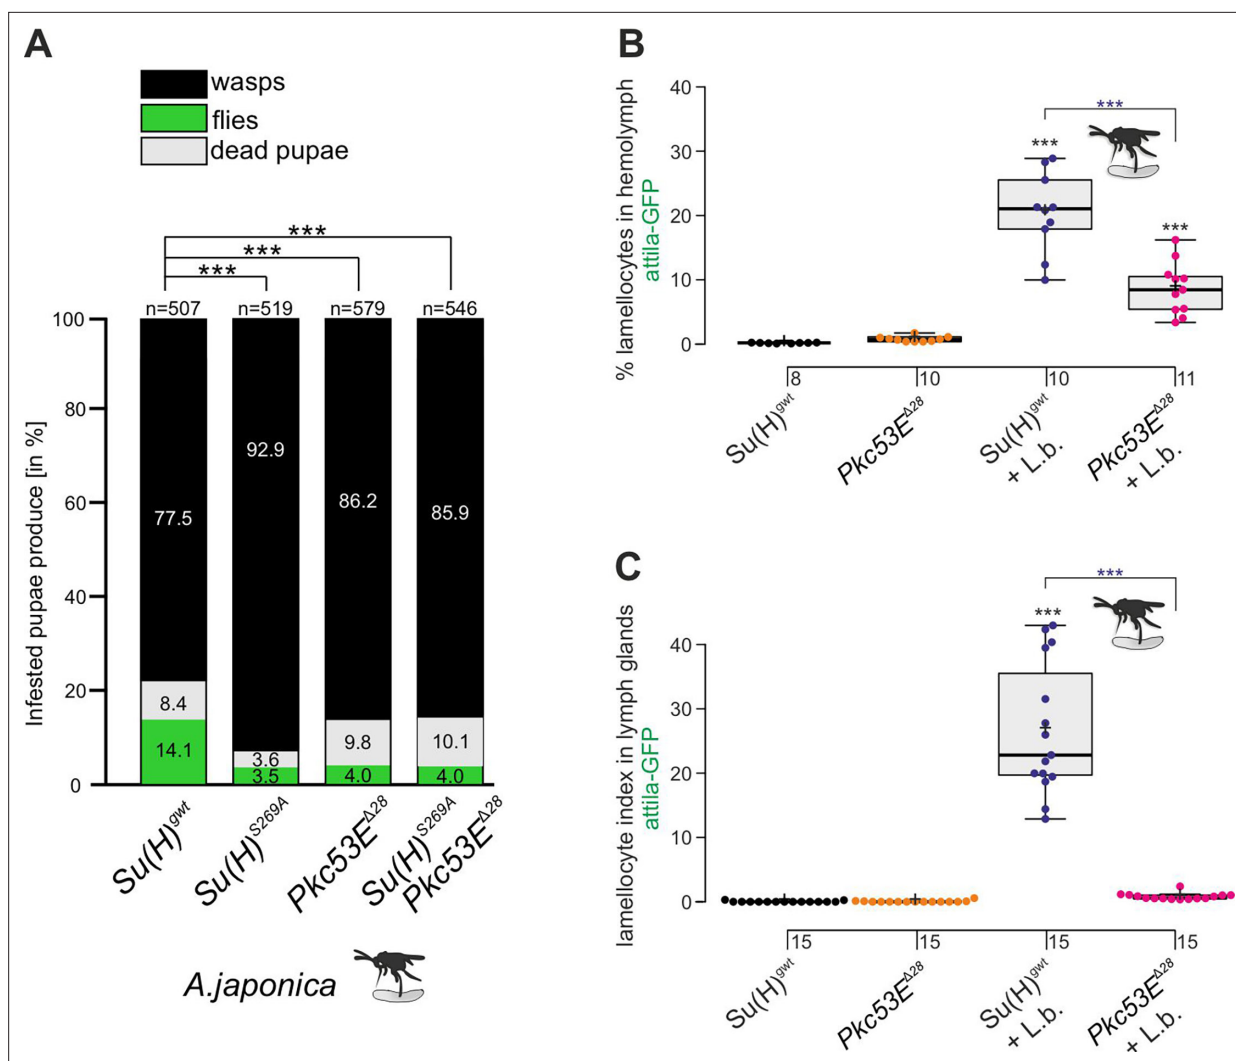 A
wasps
flies
dead pupae
***
***
***
n=507 n=519 n=579 n=546
Infested pupae produce [in %]
100
80
60
40
20
0
77.5
8.4
14.1
92.9
3.6
3.5
86.2
9.8
4.0
85.9
10.1
4.0
Su(H)gwt
Su(H)S269A
Pkc53EΔ28
Su(H)S269A
Pkc53EΔ28
A.japonica
B
% lamellocytes in hemolymph
attila-GFP
40
30
20
10
0
***
***
***
8 10 10 11
Su(H)gwt
Pkc53EΔ28
Su(H)gwt
+ L.b.
Pkc53EΔ28
+ L.b.
C
lamellocyte index in lymph glands
attila-GFP
40
30
20
10
0
***
***
15 15 15 15
Su(H)gwt
Pkc53EΔ28
Su(H)gwt
+ L.b.
Pkc53EΔ28
+ L.b.